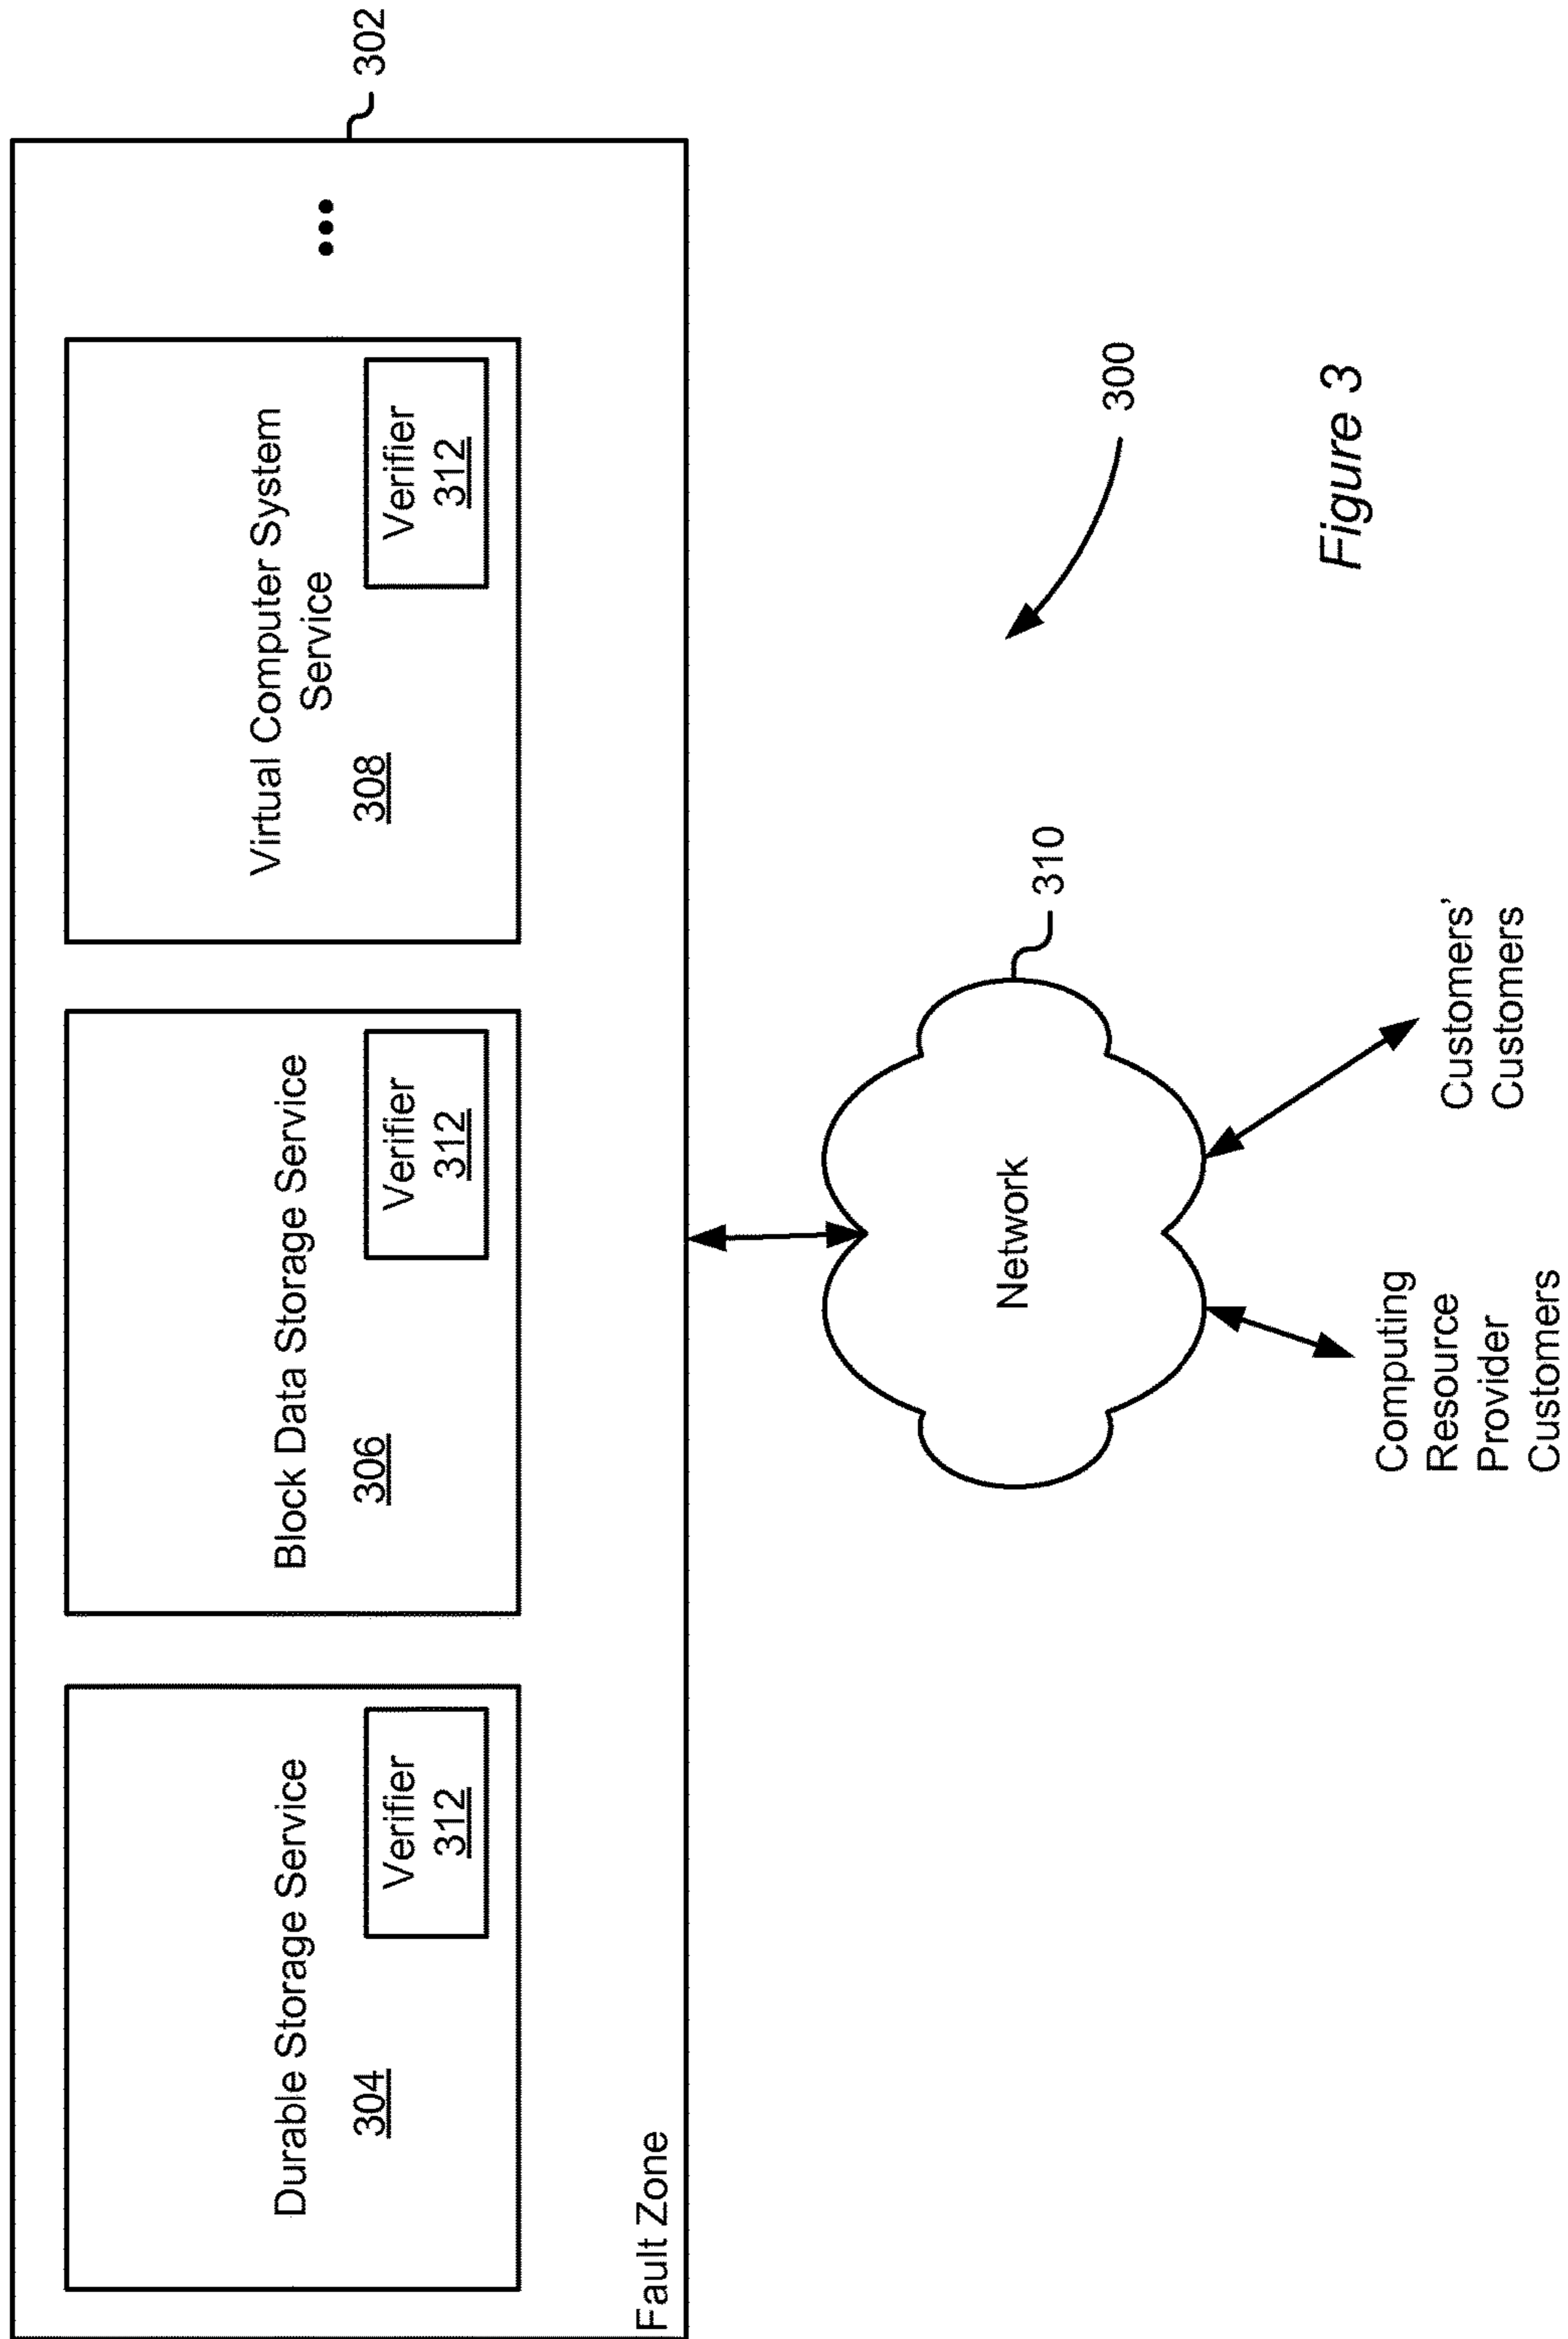 302
Durable Storage Service
304
Verifier
312
Block Data Storage Service
306
Verifier
312
Virtual Computer System
Service
308
Verifier
312
•••
Fault Zone
Network
310
300
Computing
Resource
Provider
Customers
Customers’
Customers
Figure 3